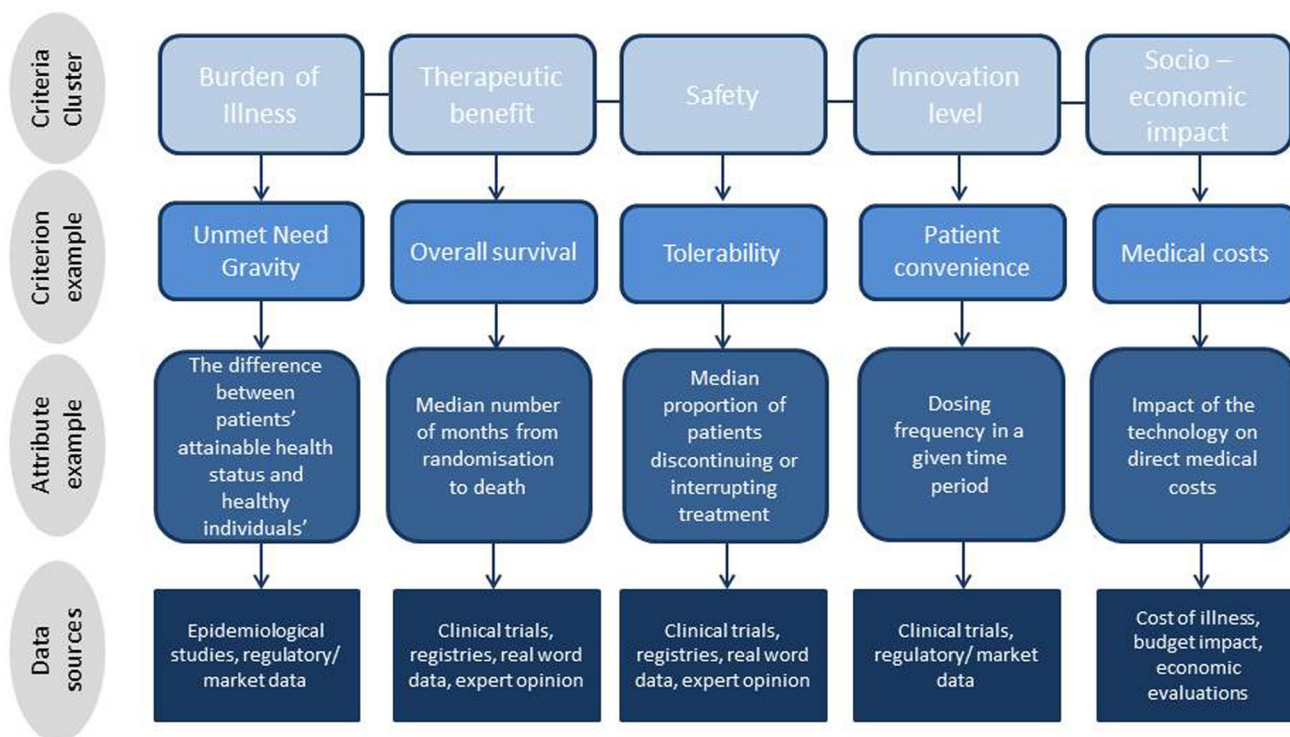 Criteria
Cluster
Burden of
Illness
Therapeutic
benefit
Safety
Innovation
level
Socio –
economic
impact
Criterion
example
Unmet Need
Gravity
Overall survival
Tolerability
Patient
convenience
Medical costs
Attribute
example
The difference
between
patients’
attainable health
status and
healthy
individuals’
Median number
of months from
randomisation
to death
Median
proportion of
patients
discontinuing or
interrupting
treatment
Dosing
frequency in a
given time
period
Impact of the
technology on
direct medical
costs
Data
sources
Epidemiological
studies, regulatory/
market data
Clinical trials,
registries, real word
data, expert opinion
Clinical trials,
registries, real word
data, expert opinion
Clinical trials,
regulatory/ market
data
Cost of illness,
budget impact,
economic
evaluations